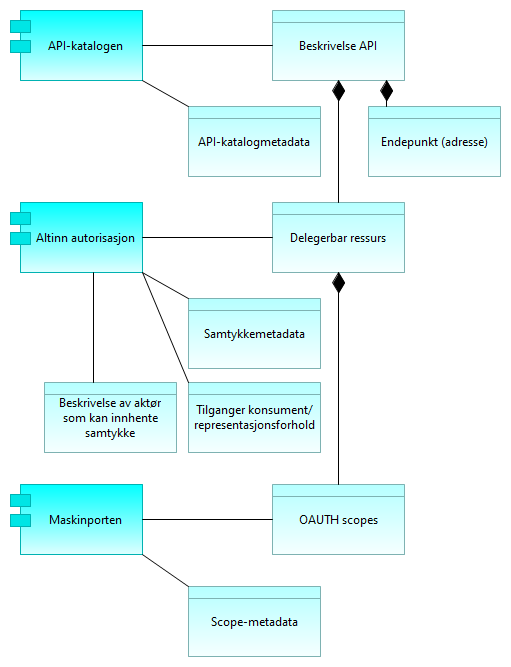 API-katalogen
Beskrivelse API
API-katalogmetadata
Endepunkt (adresse)
Altinn autorisasjon
Delegerbar ressurs
Samtykkemetadata
Beskrivelse av aktør
som kan innhente
samtykke
Tilganger konsument/
representasjonsforhold
Maskinporten
OAUTH scopes
Scope-metadata